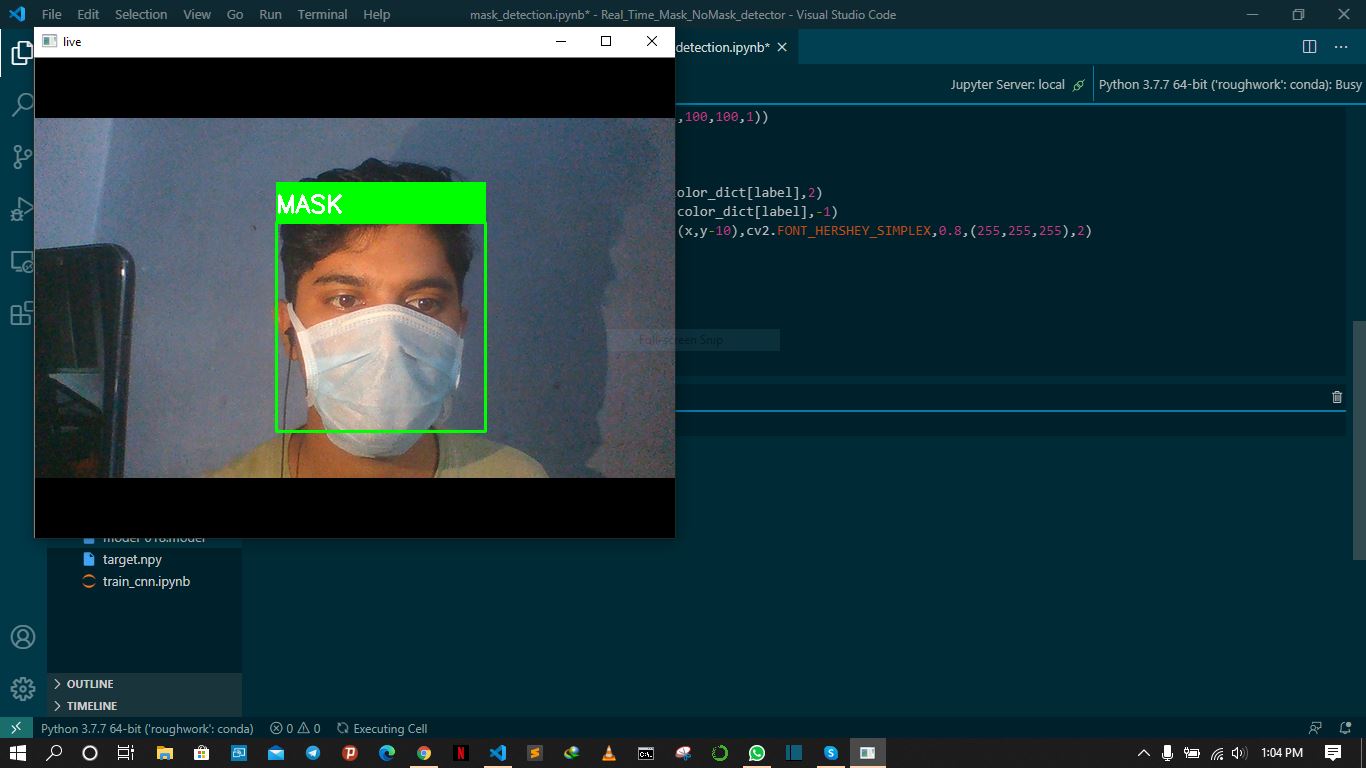 File Edit Selection View Go Run Terminal Help
mask_detection.ipynb* - Real_Time_Mask_NoMask_detector - Visual Studio Code
live
detection.ipynb*
Jupyter Server: local
Python 3.7.7 64-bit ('roughwork': conda): Busy
,100,100,1))
MASK
color_dict[label],2)
color_dict[label],-1)
(x,y-10),cv2.FONT_HERSHEY_SIMPLEX,0.8,(255,255,255),2)
Full-screen Snip
model-018.model
target.npy
train_cnn.ipynb
OUTLINE
TIMELINE
Python 3.7.7 64-bit ('roughwork': conda) 0 0 Executing Cell
1:04 PM